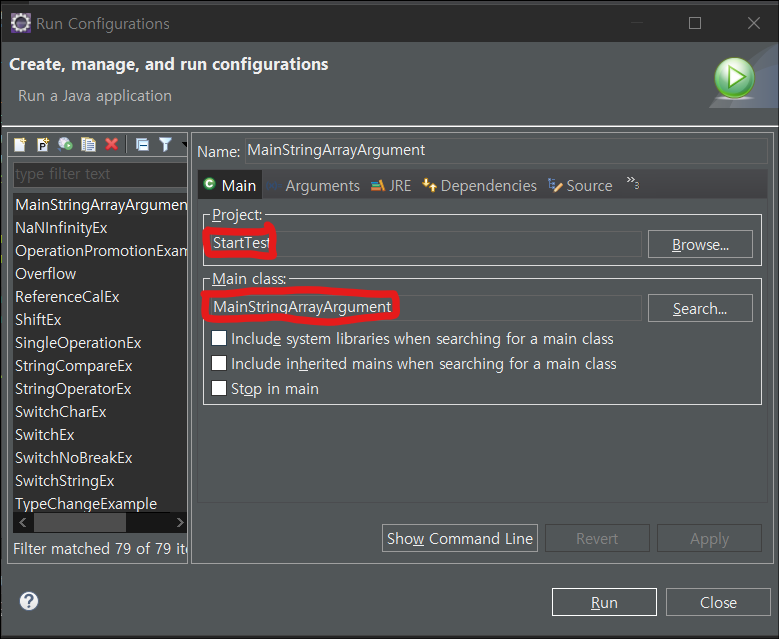 Run Configurations
Create, manage, and run configurations
Run a Java application
type filter text
MainStringArrayArgumen
NaNInfinityEx
OperationPromotionExam
Overflow
ReferenceCalEx
ShiftEx
SingleOperationEx
StringCompareEx
StringOperatorEx
SwitchCharEx
SwitchEx
SwitchNoBreakEx
SwitchStringEx
TypeChangeExample
Filter matched 79 of 79 ite
Name: MainStringArrayArgument
Main Arguments JRE Dependencies Source »3
Project:
StartTest
Browse...
Main class:
MainStringArrayArgument
Search...
Include system libraries when searching for a main class
Include inherited mains when searching for a main class
Stop in main
Show Command Line Revert Apply
Run Close